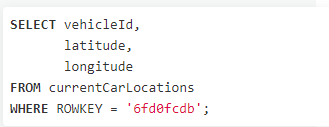 SELECT vehicleId,
       latitude,
       longitude
FROM currentCarLocations
WHERE ROWKEY = '6fd0fcdb';